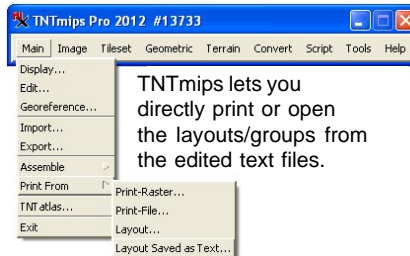 TNTmips Pro 2012 #13733
Main Image Tileset Geometric Terrain Convert Script Tools Help
Display...
Edit...
Georeference...
Import...
Export...
Assemble
Print From
TNTatlas...
Exit
Print-Raster...
Print-File...
Layout...
Layout Saved as Text...
TNTmips lets you
directly print or open
the layouts/groups from
the edited text files.